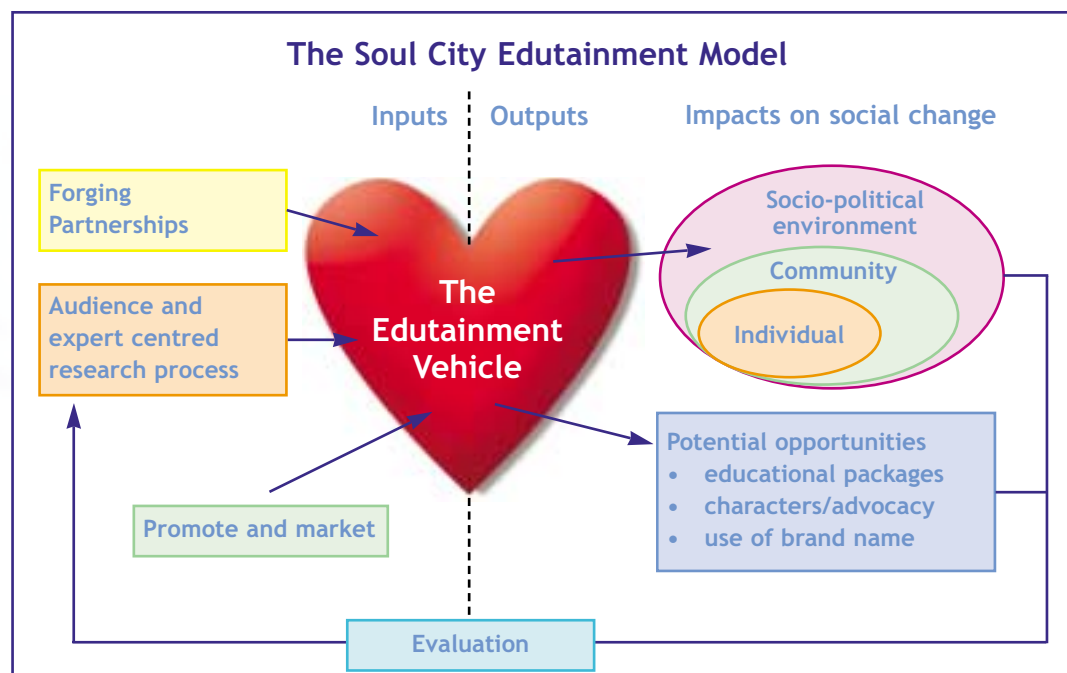 The Soul City Edutainment Model
Inputs
Outputs
Impacts on social change
Forging
Partnerships
Audience and
expert centred
research process
Promote and market
The
Edutainment
Vehicle
Socio-political
environment
Community
Individual
Potential opportunities
• educational packages
• characters/advocacy
• use of brand name
Evaluation